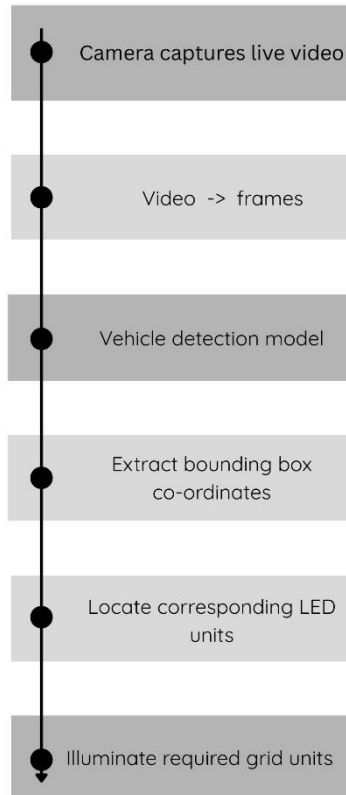 Camera captures live video
Video -> frames
Vehicle detection model
Extract bounding box
co-ordinates
Locate corresponding LED
units
Illuminate required grid units